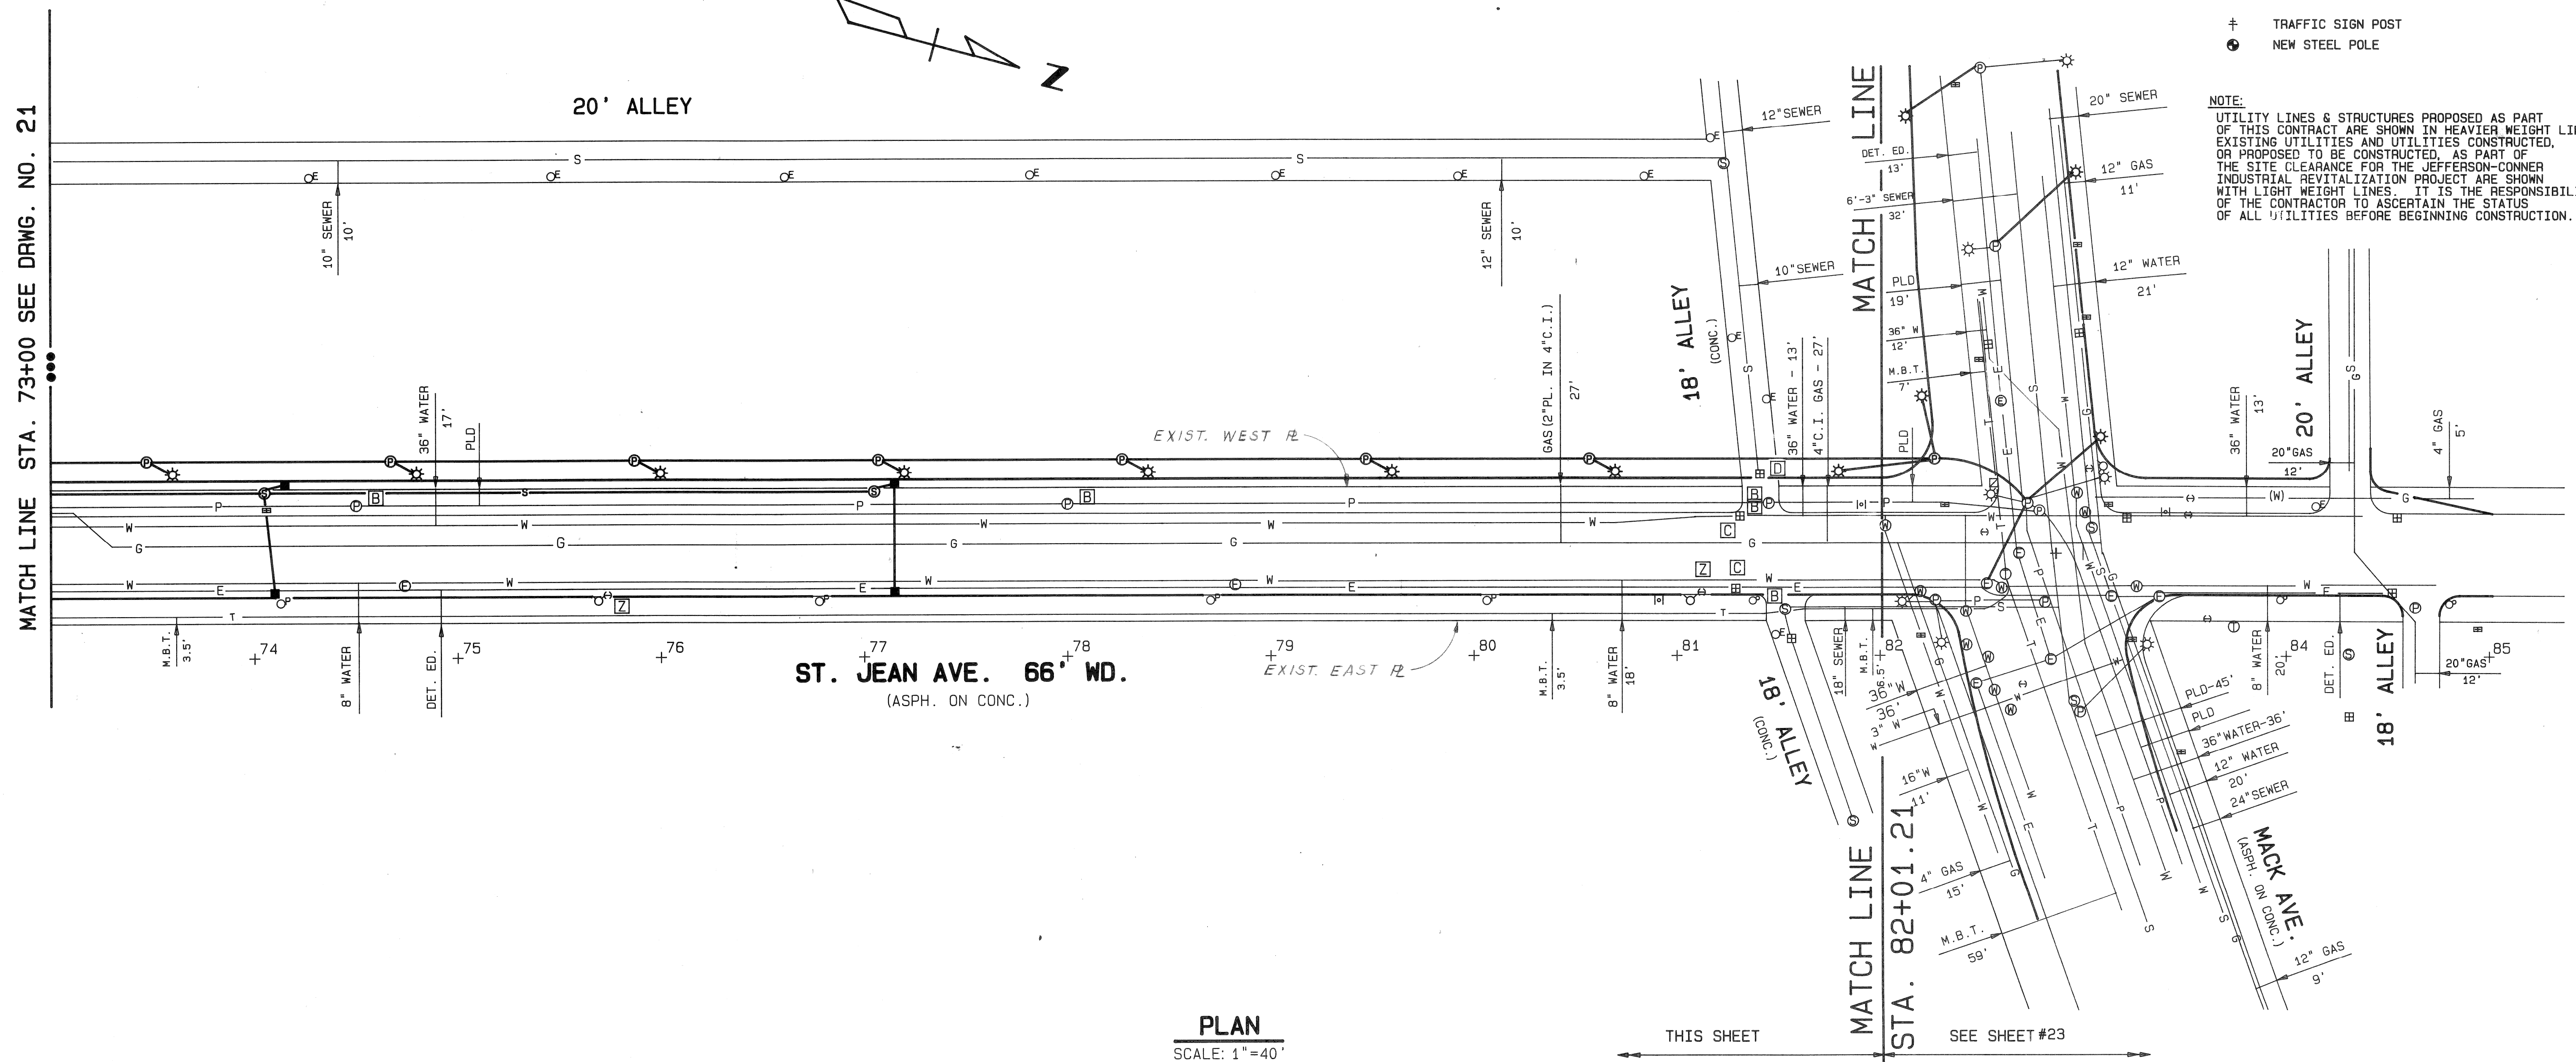 TRAFFIC SIGN POST
NEW STEEL POLE
NOTE:
UTILITY LINES & STRUCTURES PROPOSED AS PART
OF THIS CONTRACT ARE SHOWN IN HEAVIER WEIGHT
EXISTING UTILITIES AND UTILITIES CONSTRUCTED,
OR PROPOSED TO BE CONSTRUCTED, AS PART OF
THE SITE CLEARANCE FOR THE JEFFERSON-CONNER
INDUSTRIAL REVITALIZATION PROJECT ARE SHOWN
WITH LIGHT WEIGHT LINES. IT IS THE
OF THE CONTRACTOR TO ASCERTAIN THE STATUS
OF ALL UTILITIES BEFORE BEGINNING CONSTRUCTION.
N
MATCH LINE STA. 73+00 SEE DRWG. NO. 21
20' ALLEY
10" SEWER
10'
12" SEWER
10'
12"SEWER
10"SEWER
18' ALLEY
(CONC.)
MATCH LINE
DET. ED.
13'
6'-3" SEWER
32'
PLD
19'
36" W
12'
M.B.T.
7'
20" SEWER
12" GAS
11'
12" WATER
21'
36" WATER
17'
PLD
EXIST. WEST PL
GAS(2"PL. IN 4"C.I.)
27'
36" WATER - 13'
4"C.I. GAS - 27'
PLD
36" WATER
13'
20"GAS
12'
20' ALLEY
4" GAS
5'
M.B.T.
3.5'
74
8" WATER
DET. ED.
75
76
77
78
79
80
81
82
84
85
ST. JEAN AVE. 66' WD.
(ASPH. ON CONC.)
EXIST. EAST PL
M.B.T.
3.5'
8" WATER
18'
18' ALLEY
(CONC.)
18" SEWER
M.B.T.
6.5'
36"W
36'
3" W
16"W
11'
4" GAS
15'
M.B.T.
59'
8" WATER
20'
DET. ED.
18' ALLEY
20"GAS
12'
PLD-45'
PLD
36"WATER-36'
12" WATER
20'
24"SEWER
MACK AVE.
(ASPH. ON CONC.)
12" GAS
9'
MATCH LINE
STA. 82+01.21
PLAN
SCALE: 1"=40'
THIS SHEET
SEE SHEET #23